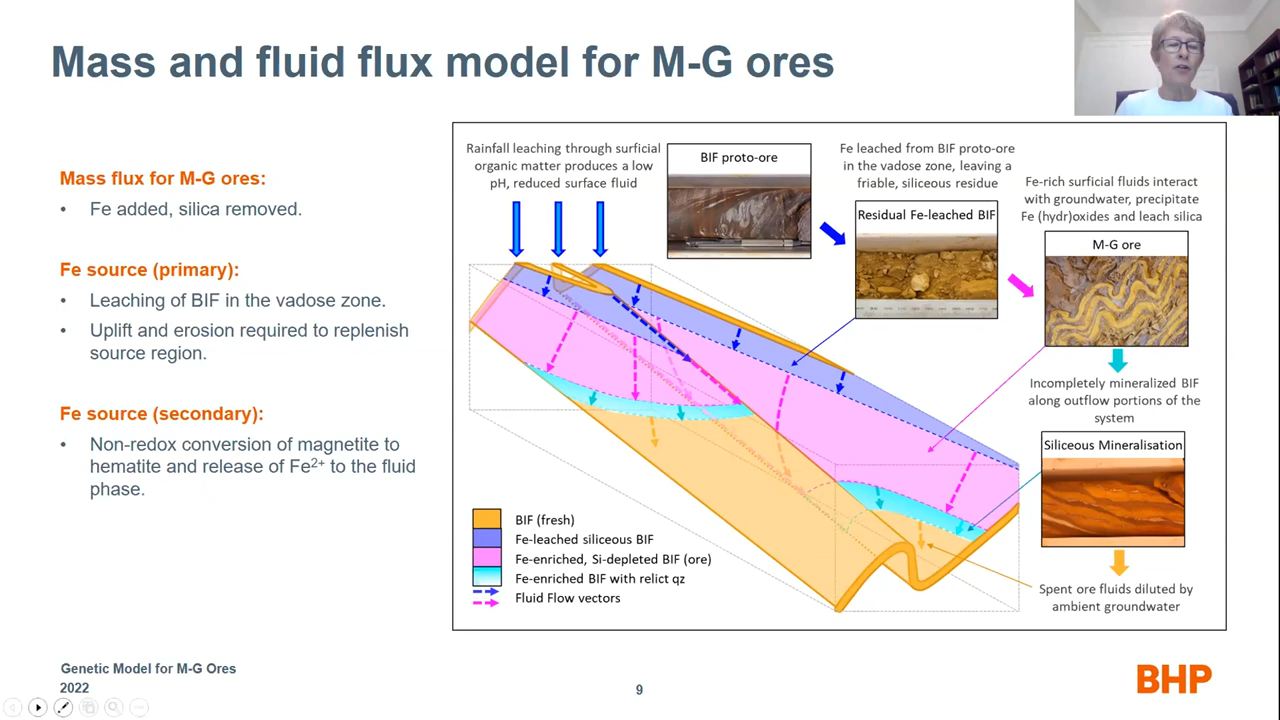 Mass and fluid flux model for M-G ores
Mass flux for M-G ores:
• Fe added, silica removed.
Fe source (primary):
• Leaching of BIF in the vadose zone.
• Uplift and erosion required to replenish
source region.
Fe source (secondary):
• Non-redox conversion of magnetite to
hematite and release of Fe²⁺ to the fluid
phase.
Rainfall leaching through surficial
organic matter produces a low
pH, reduced surface fluid
BIF proto-ore
Fe leached from BIF proto-ore
in the vadose zone, leaving a
friable, siliceous residue
Residual Fe-leached BIF
Fe-rich surficial fluids interact
with groundwater, precipitate
Fe (hydr)oxides and leach silica
M-G ore
Incompletely mineralized BIF
along outflow portions of the
system
Siliceous Mineralisation
Spent ore fluids diluted by
ambient groundwater
BIF (fresh)
Fe-leached siliceous BIF
Fe-enriched, Si-depleted BIF (ore)
Fe-enriched BIF with relict qz
Fluid Flow vectors
Genetic Model for M-G Ores
2022
9
BHP